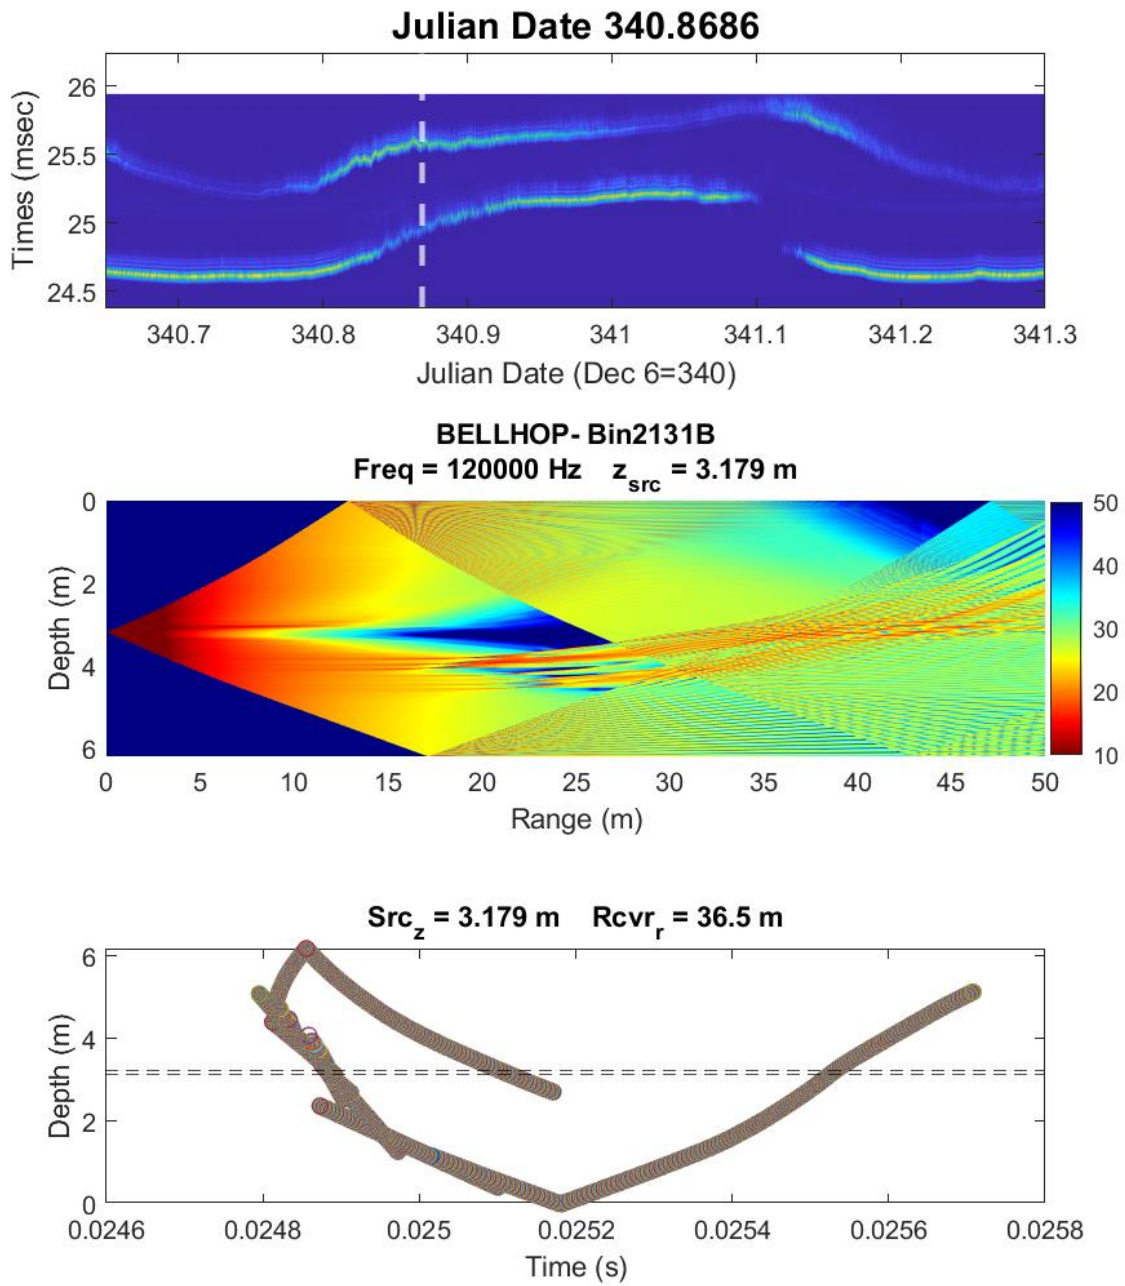 Julian Date 340.8686
Times (msec)
26
25.5
25
24.5
340.7 340.8 340.9 341 341.1 341.2 341.3
Julian Date (Dec 6=340)
BELLHOP- Bin2131B
Freq = 120000 Hz z_src = 3.179 m
Depth (m)
0
2
4
6
0 5 10 15 20 25 30 35 40 45 50
Range (m)
50
40
30
20
10
Src_z = 3.179 m Rcvr_r = 36.5 m
Depth (m)
6
4
2
0
0.0246 0.0248 0.025 0.0252 0.0254 0.0256 0.0258
Time (s)